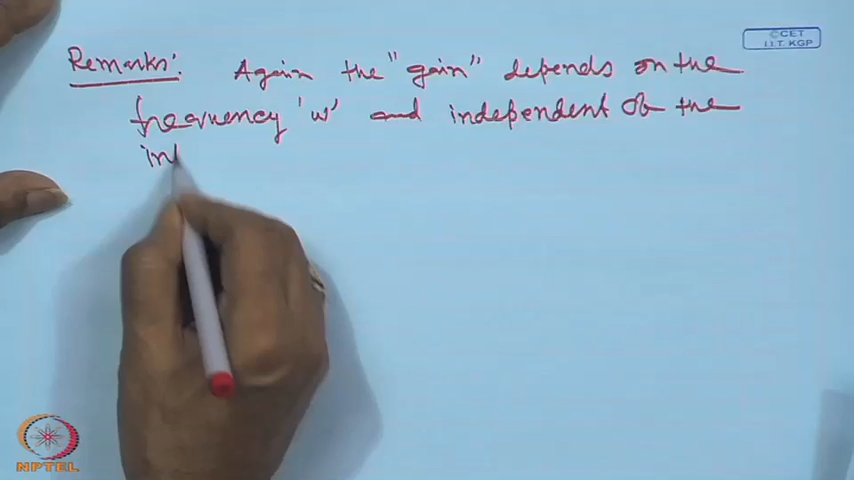 ©CET
I.I.T. KGP
Remarks: Again the "gain" depends on the
frequency 'w' and independent of the
in
NPTEL